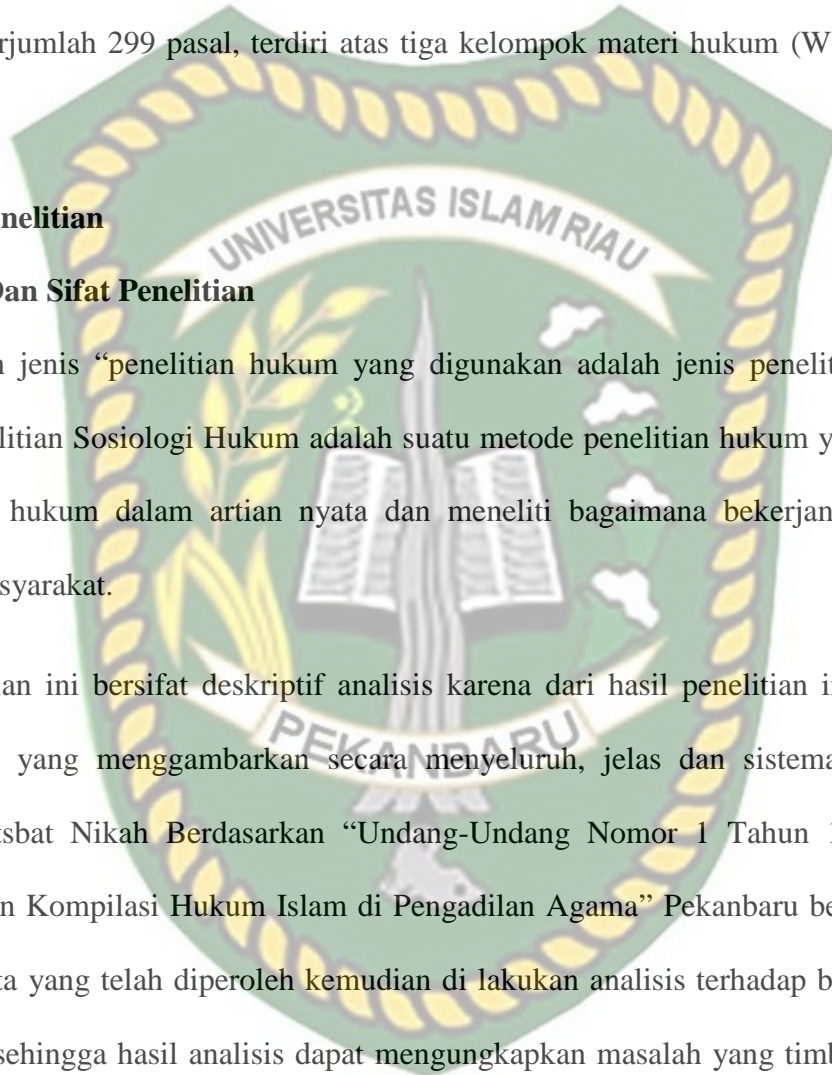 rjumlah 299 pasal, terdiri atas tiga kelompok materi hukum (W
UNIVERSITAS ISLAM RIAU
nelitian
Dan Sifat Penelitian
n jenis “penelitian hukum yang digunakan adalah jenis penelit
litian Sosiologi Hukum adalah suatu metode penelitian hukum y
hukum dalam artian nyata dan meneliti bagaimana bekerjan
syarakat.
an ini bersifat deskriptif analisis karena dari hasil penelitian i
PEKANBARU
yang menggambarkan secara menyeluruh, jelas dan sistema
tsbat Nikah Berdasarkan “Undang-Undang Nomor 1 Tahun 1
n Kompilasi Hukum Islam di Pengadilan Agama” Pekanbaru be
ta yang telah diperoleh kemudian di lakukan analisis terhadap b
sehingga hasil analisis dapat mengungkapkan masalah yang timb